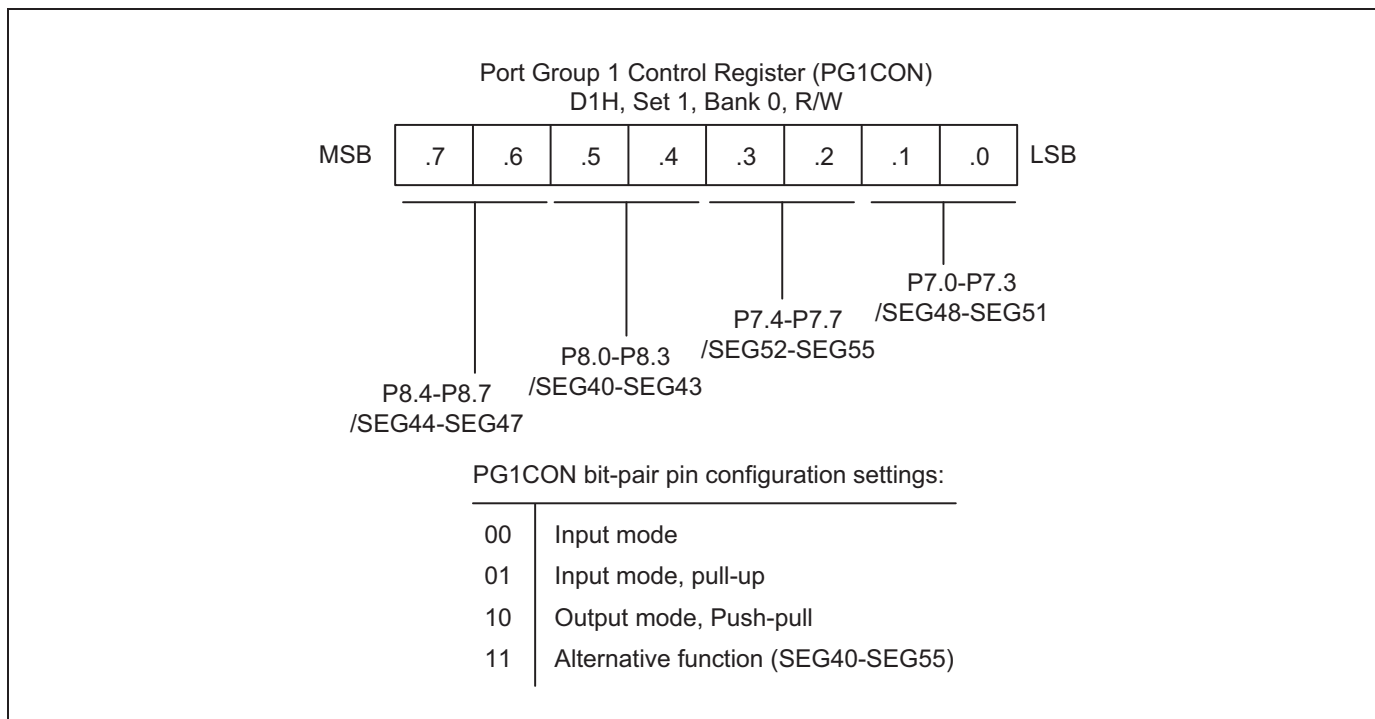 Port Group 1 Control Register (PG1CON)
D1H, Set 1, Bank 0, R/W
MSB .7 .6 .5 .4 .3 .2 .1 .0 LSB
P7.0-P7.3
/SEG48-SEG51
P7.4-P7.7
/SEG52-SEG55
P8.0-P8.3
/SEG40-SEG43
P8.4-P8.7
/SEG44-SEG47
PG1CON bit-pair pin configuration settings:
00 Input mode
01 Input mode, pull-up
10 Output mode, Push-pull
11 Alternative function (SEG40-SEG55)